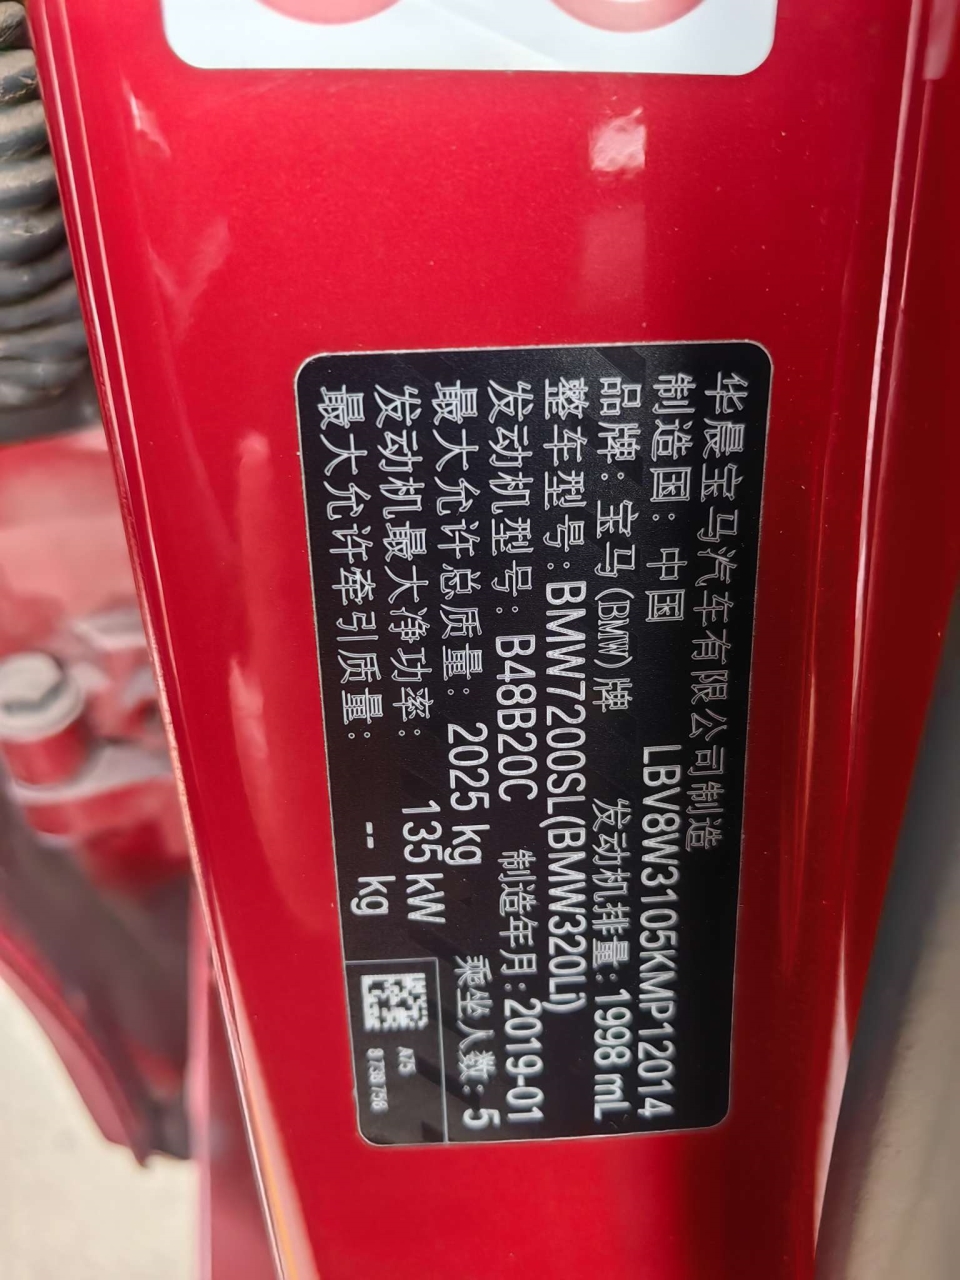 华晨宝马汽车有限公司制造
制造国：中国 LBV8W3105KMP12014
品牌：宝马(BMW)牌 发动机排量：1998 mL
整车型号：BMW7200SL(BMW320Li)
发动机型号：B48B20C 制造年月：2019-01
最大允许总质量：2025 kg 乘坐人数：5
发动机最大净功率：135 kW
最大允许牵引质量：-- kg
A75
8 738 758